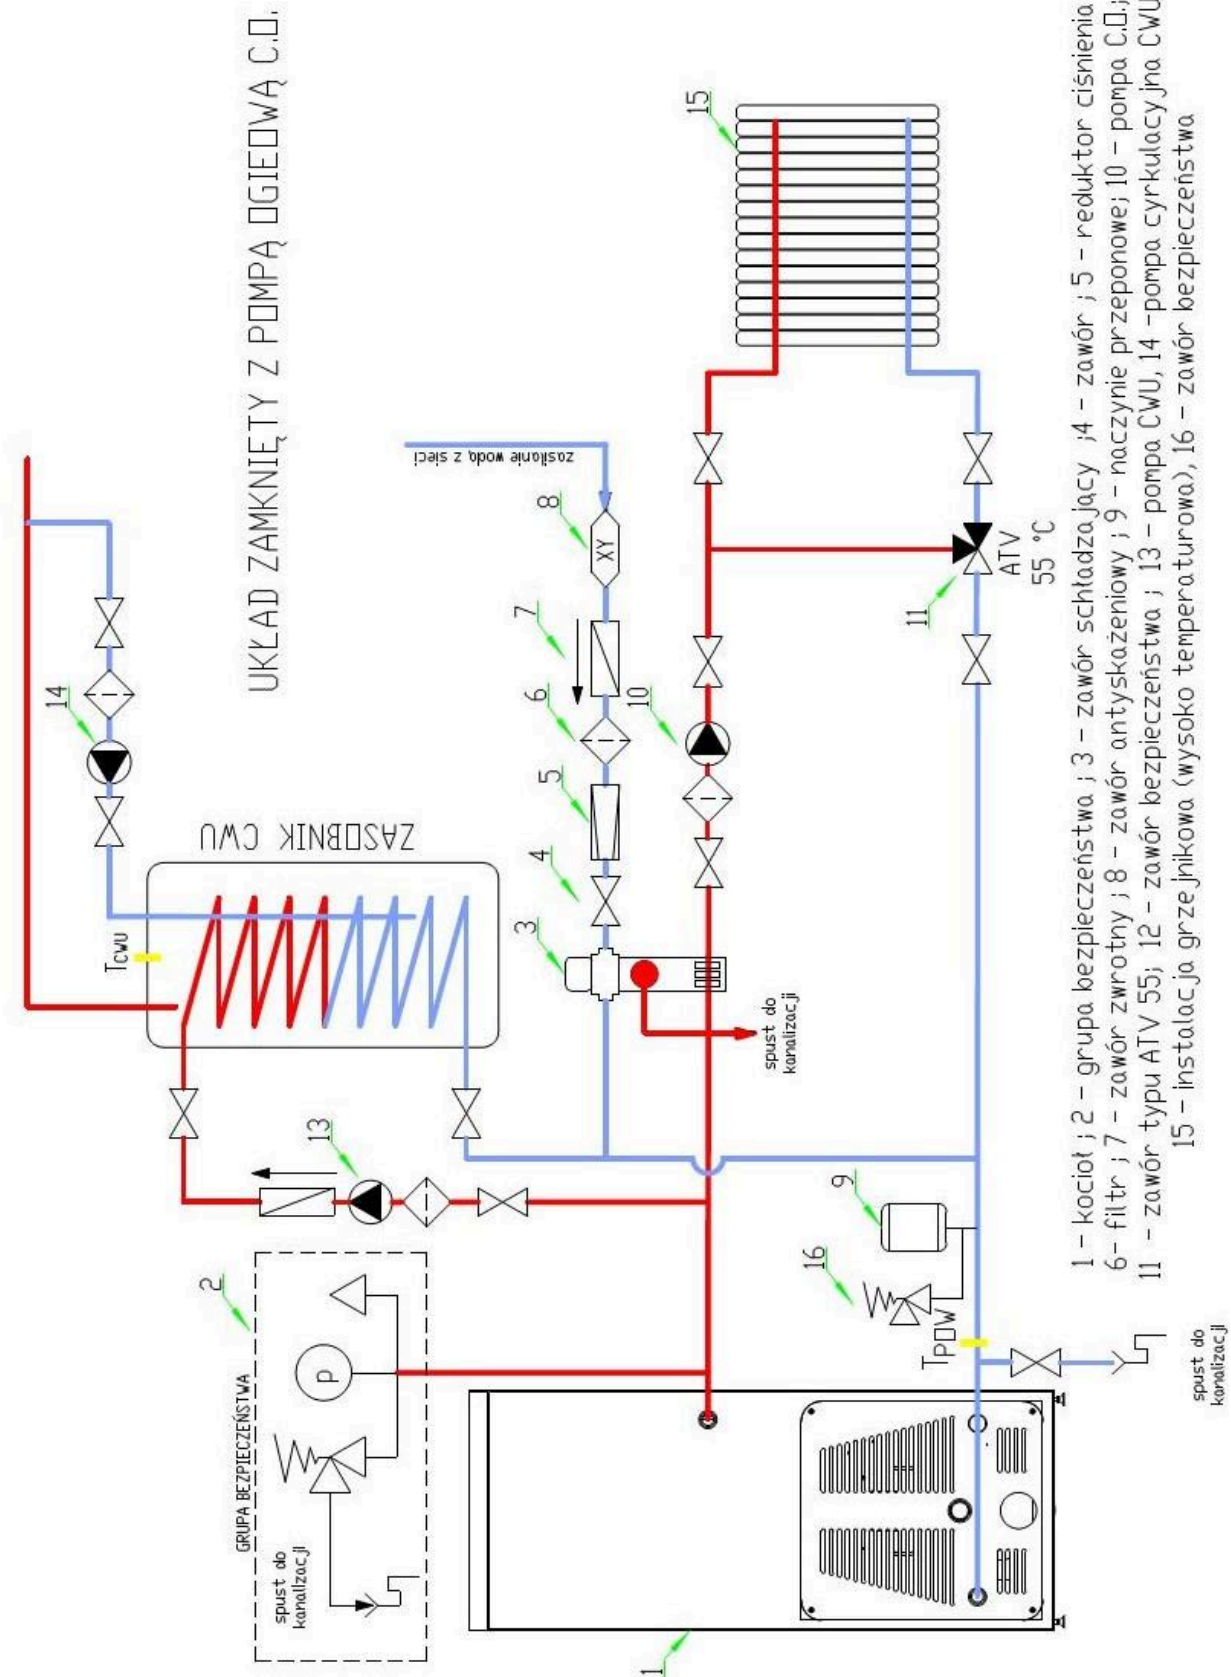 UKŁAD ZAMKNIĘTY Z POMPĄ OGIEOWĄ C.O.
14
Tcwu
ZASOBNIK CWU
13
2
GRUPA BEZPIECZEŃSTWA
p
spust do
kanalizacji
zasilanie wodą z sieci
8
XY
7
6
5
4
3
spust do
kanalizacji
10
15
11
ATV
55 °C
9
16
TPOW
spust do
kanalizacji
1
1 - kocioł ; 2 - grupa bezpieczeństwa ; 3 - zawór schładzający ;4 - zawór ; 5 - reduktor ciśnienia
6- filtr ; 7 - zawór zwrotny ; 8 - zawór antyskażeniowy ; 9 - naczynie przeponowe; 10 - pompa C.O.;
11 - zawór typu ATV 55; 12 - zawór bezpieczeństwa ; 13 - pompa CWU, 14 -pompa cyrkulacyjna CWU
15 - instalacja grzejnikowa (wysoko temperaturowa), 16 - zawór bezpieczeństwa